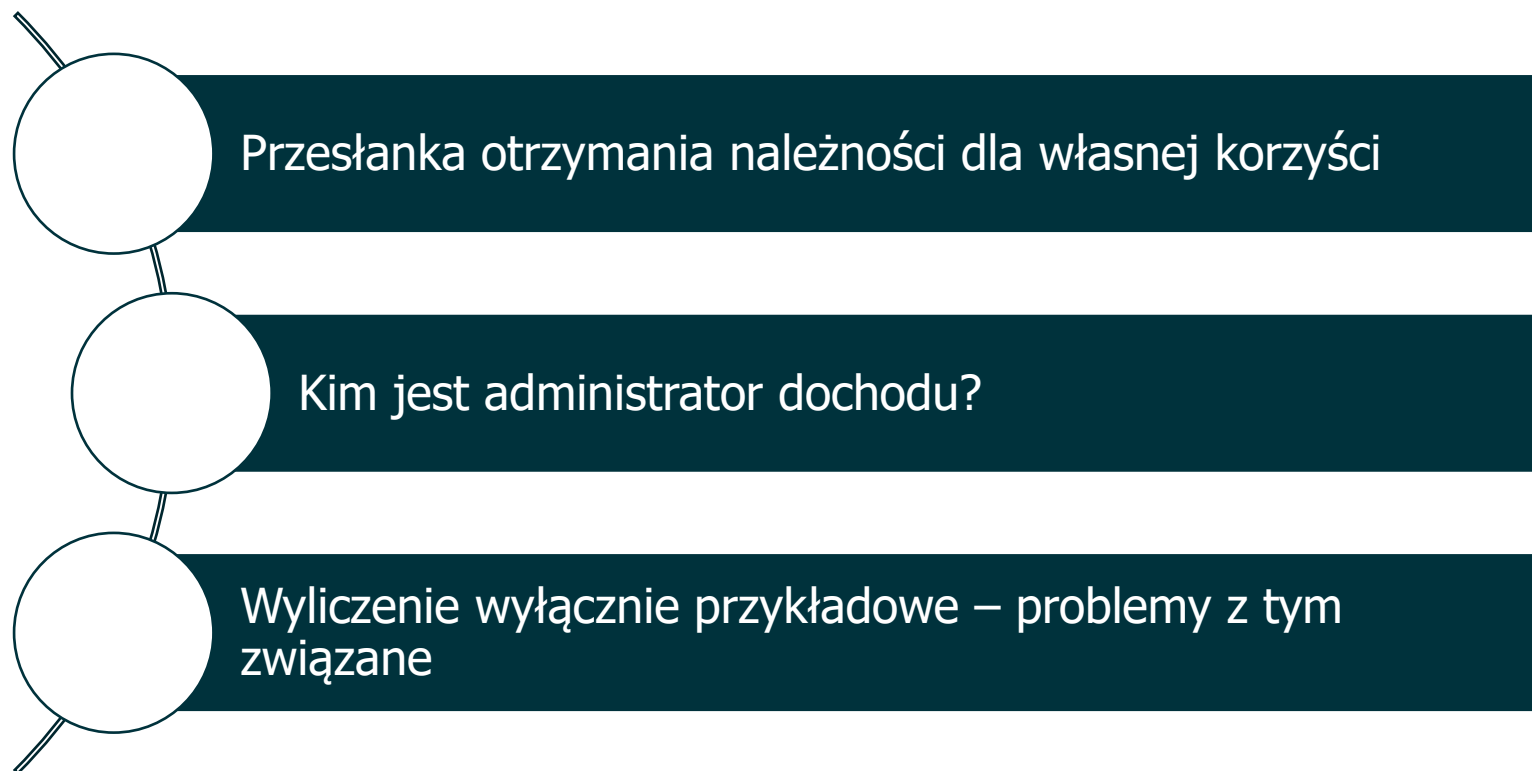 Przesłanka otrzymania należności dla własnej korzyści
Kim jest administrator dochodu?
Wyliczenie wyłącznie przykładowe – problemy z tym
związane